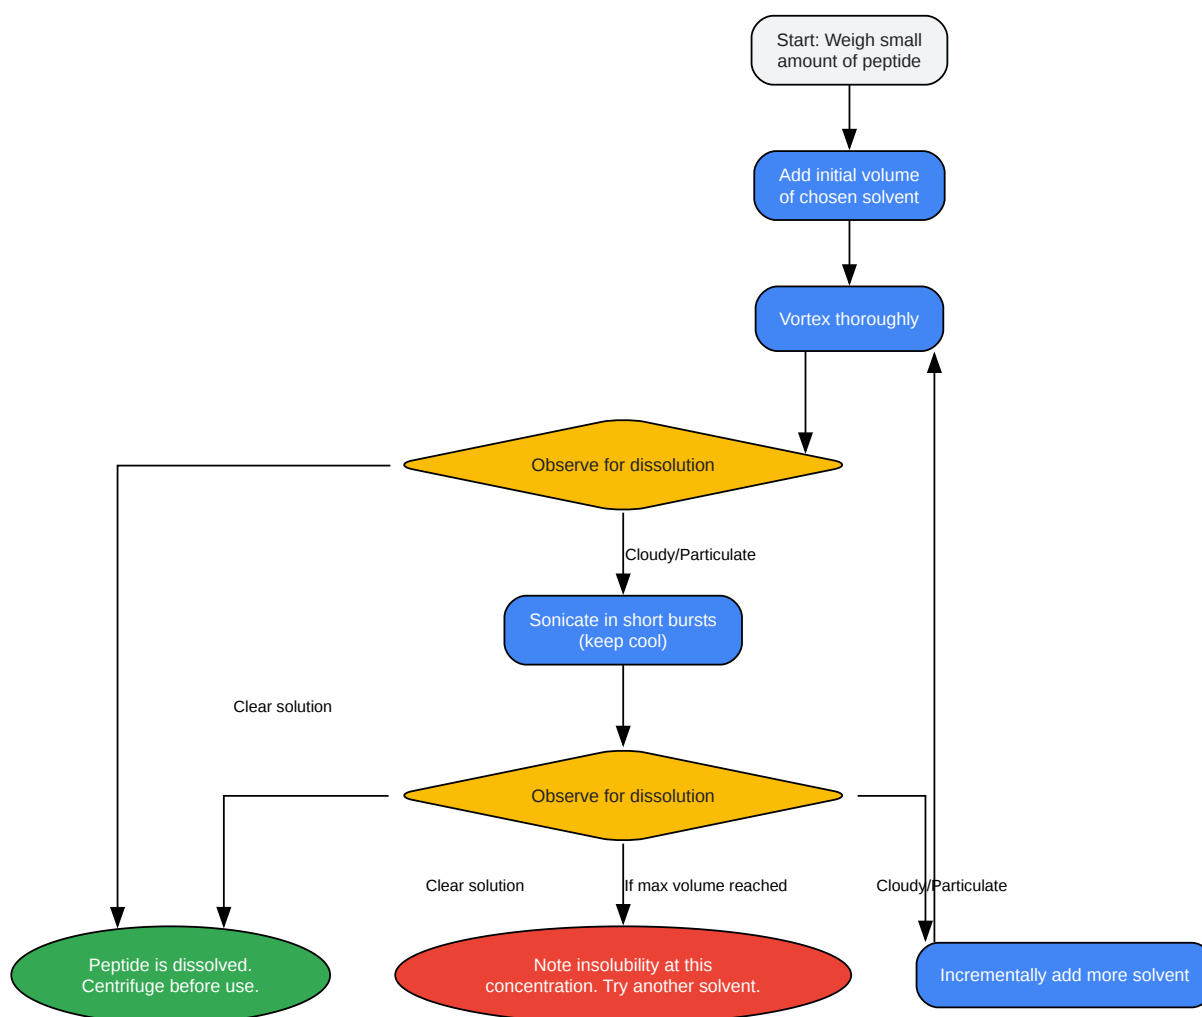 Start: Weigh small
amount of peptide
Add initial volume
of chosen solvent
Vortex thoroughly
Observe for dissolution
Cloudy/Particulate
Sonicate in short bursts
(keep cool)
Clear solution
Observe for dissolution
Clear solution
If max volume reached
Cloudy/Particulate
Peptide is dissolved.
Centrifuge before use.
Note insolubility at this
concentration. Try another solvent.
Incrementally add more solvent